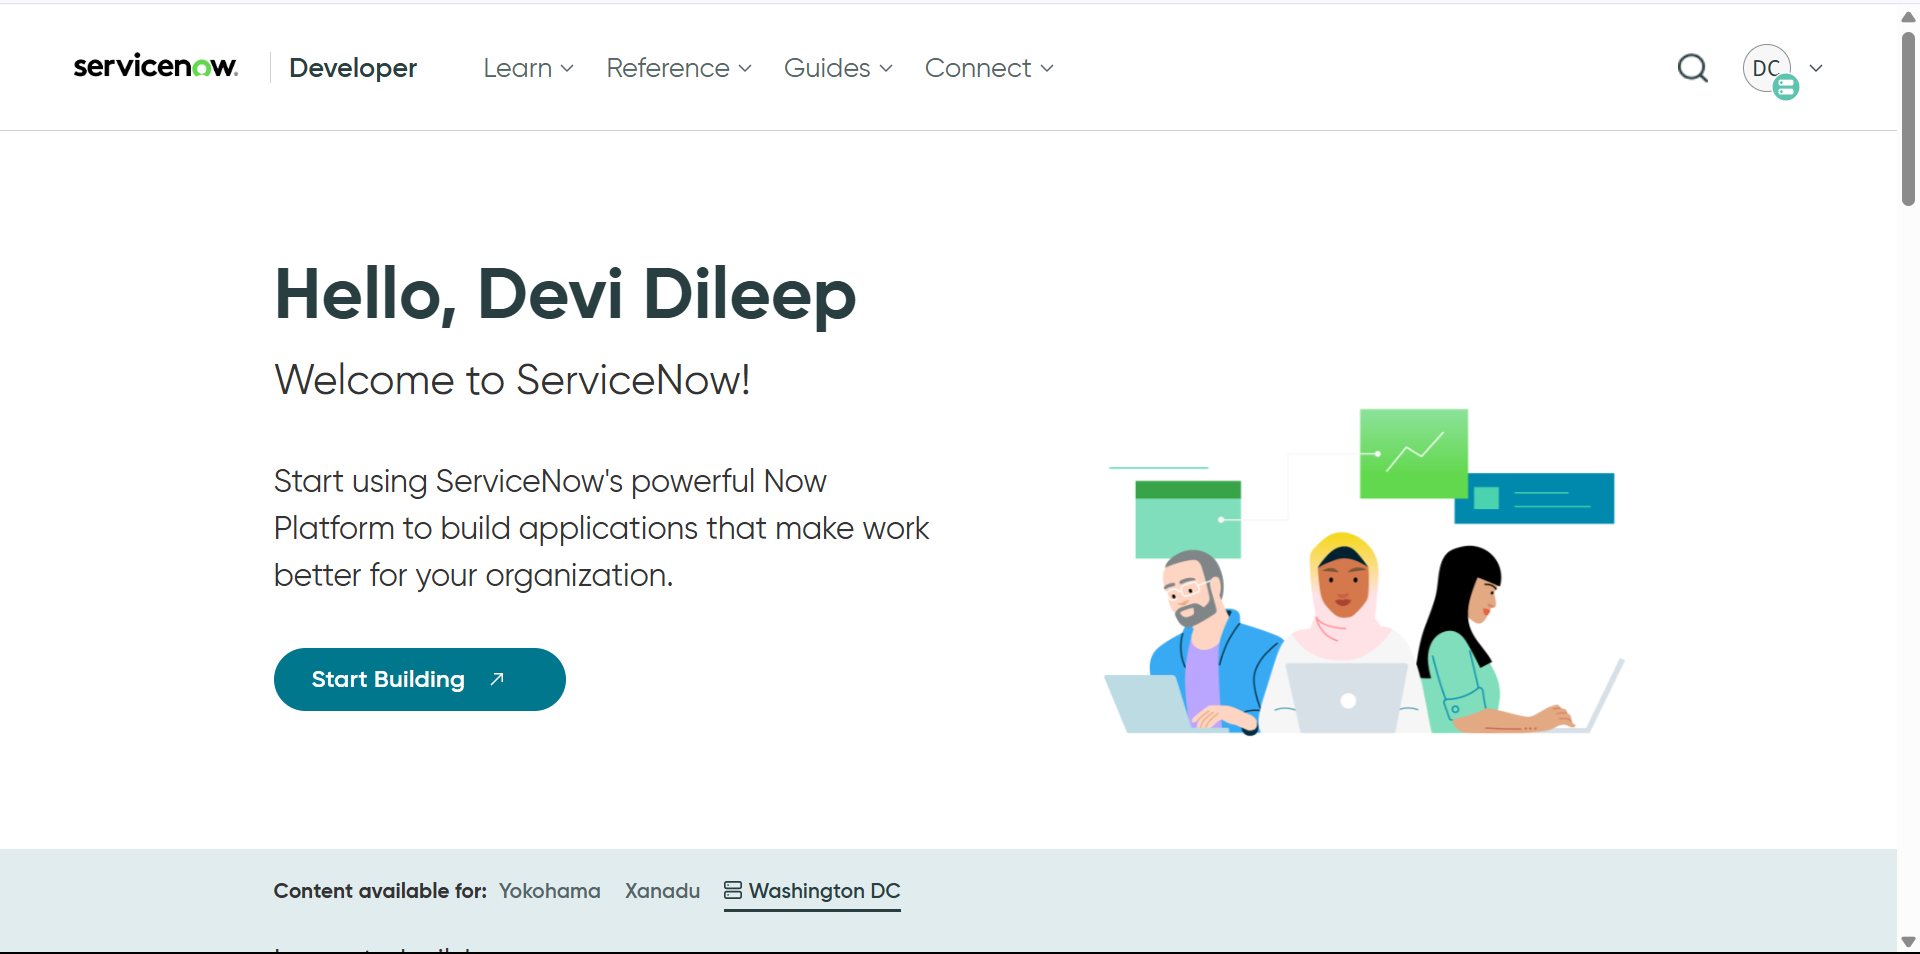 servicenow.
Developer
Learn
Reference
Guides
Connect
DC
Hello, Devi Dileep
Welcome to ServiceNow!
Start using ServiceNow's powerful Now
Platform to build applications that make work
better for your organization.
Start Building
Content available for: Yokohama Xanadu Washington DC